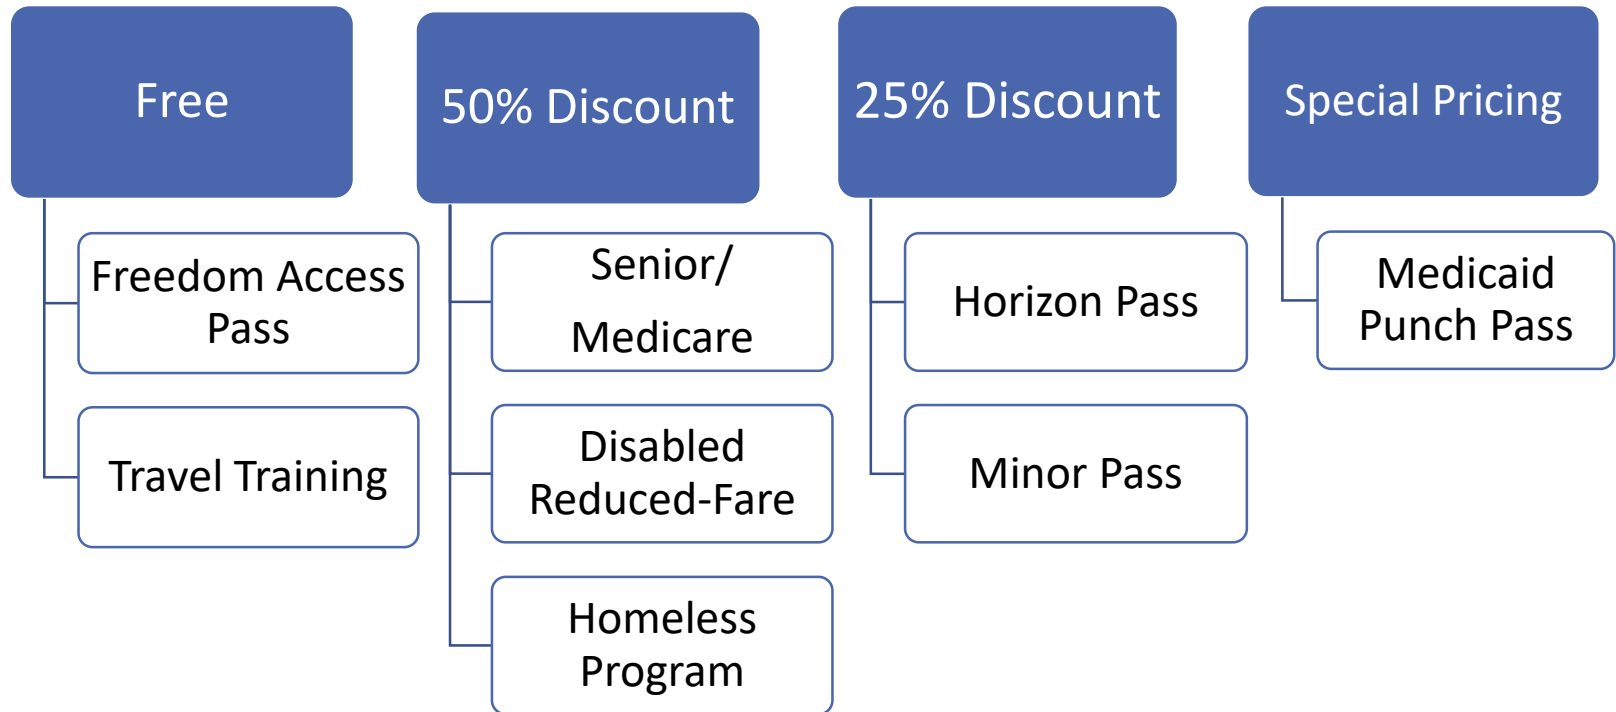 Free
Freedom Access
Pass
Travel Training
50% Discount
Senior/
Medicare
Disabled
Reduced-Fare
Homeless
Program
25% Discount
Horizon Pass
Minor Pass
Special Pricing
Medicaid
Punch Pass